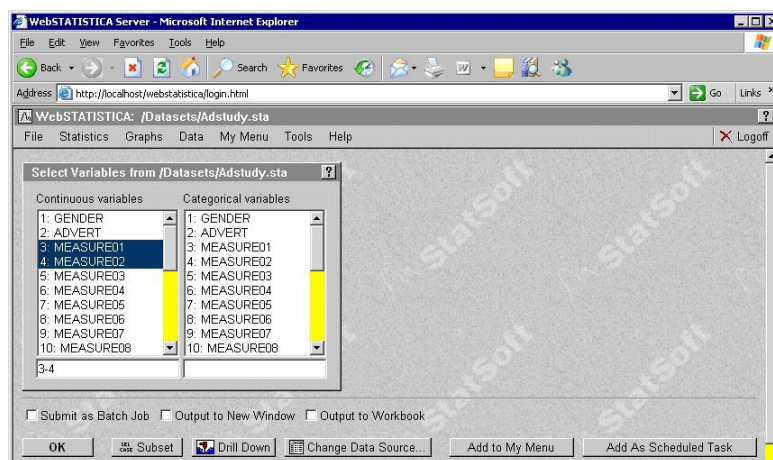 WebSTATISTICA Server - Microsoft Internet Explorer
File Edit View Favorites Tools Help
Back Search Favorites
Address http://localhost/webstatistica/login.html Go Links »
WebSTATISTICA: /Datasets/Adstudy.sta ?
File Statistics Graphs Data My Menu Tools Help Logoff
Select Variables from /Datasets/Adstudy.sta ?
Continuous variables Categorical variables
1: GENDER 1: GENDER
2: ADVERT 2: ADVERT
3: MEASURE01 3: MEASURE01
4: MEASURE02 4: MEASURE02
5: MEASURE03 5: MEASURE03
6: MEASURE04 6: MEASURE04
7: MEASURE05 7: MEASURE05
8: MEASURE06 8: MEASURE06
9: MEASURE07 9: MEASURE07
10: MEASURE08 10: MEASURE08
3-4
StatSoft
StatSoft
StatSoft
Submit as Batch Job Output to New Window Output to Workbook
OK SEL CASE Subset Drill Down Change Data Source... Add to My Menu Add As Scheduled Task